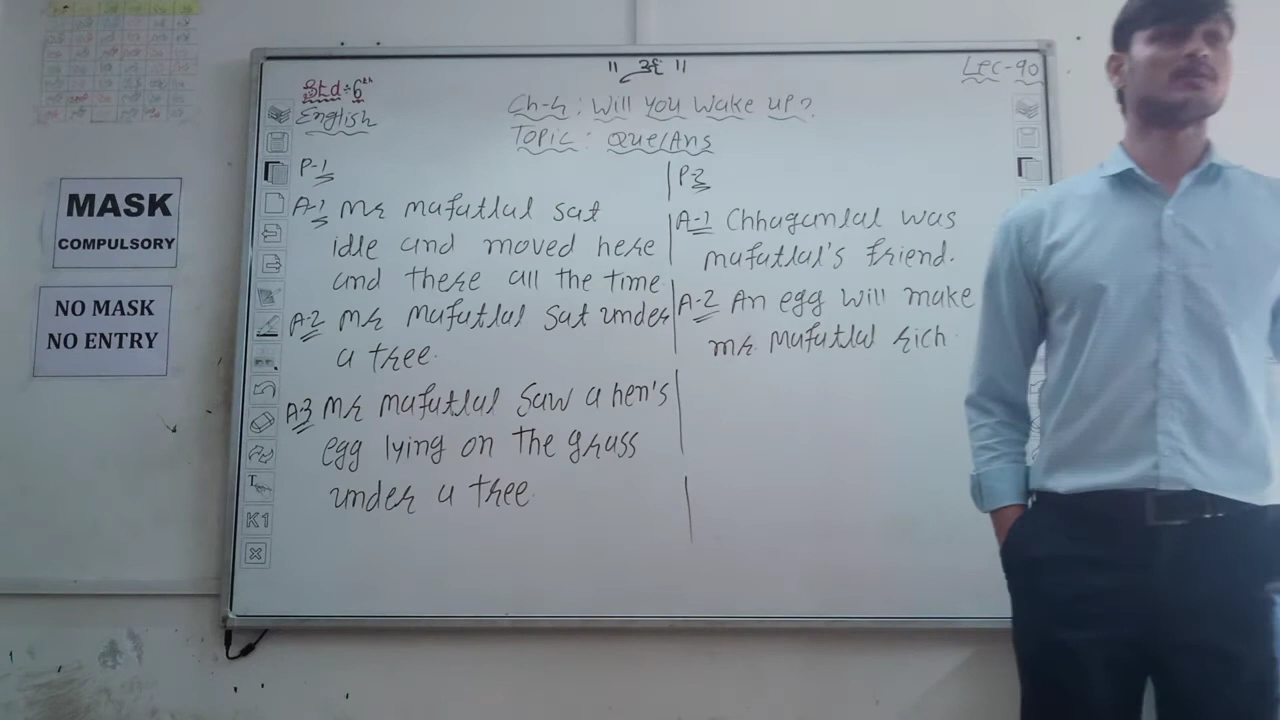 Std ÷ 6th
English
Lec-90
Ch-4: Will You Wake up?
TOPIC: Que/Ans
P-1
A-1 Mr mafatlal sat
idle and moved here
and there all the time
A-2 Mr mafatlal sat under
a tree.
A-3 Mr mafatlal saw a hen's
egg lying on the grass
under a tree.
P-2
A-1 Chhaganlal was
mafatlal's friend.
A-2 An egg will make
mr mafatlal rich.
MASK
COMPULSORY
NO MASK
NO ENTRY
T
K1